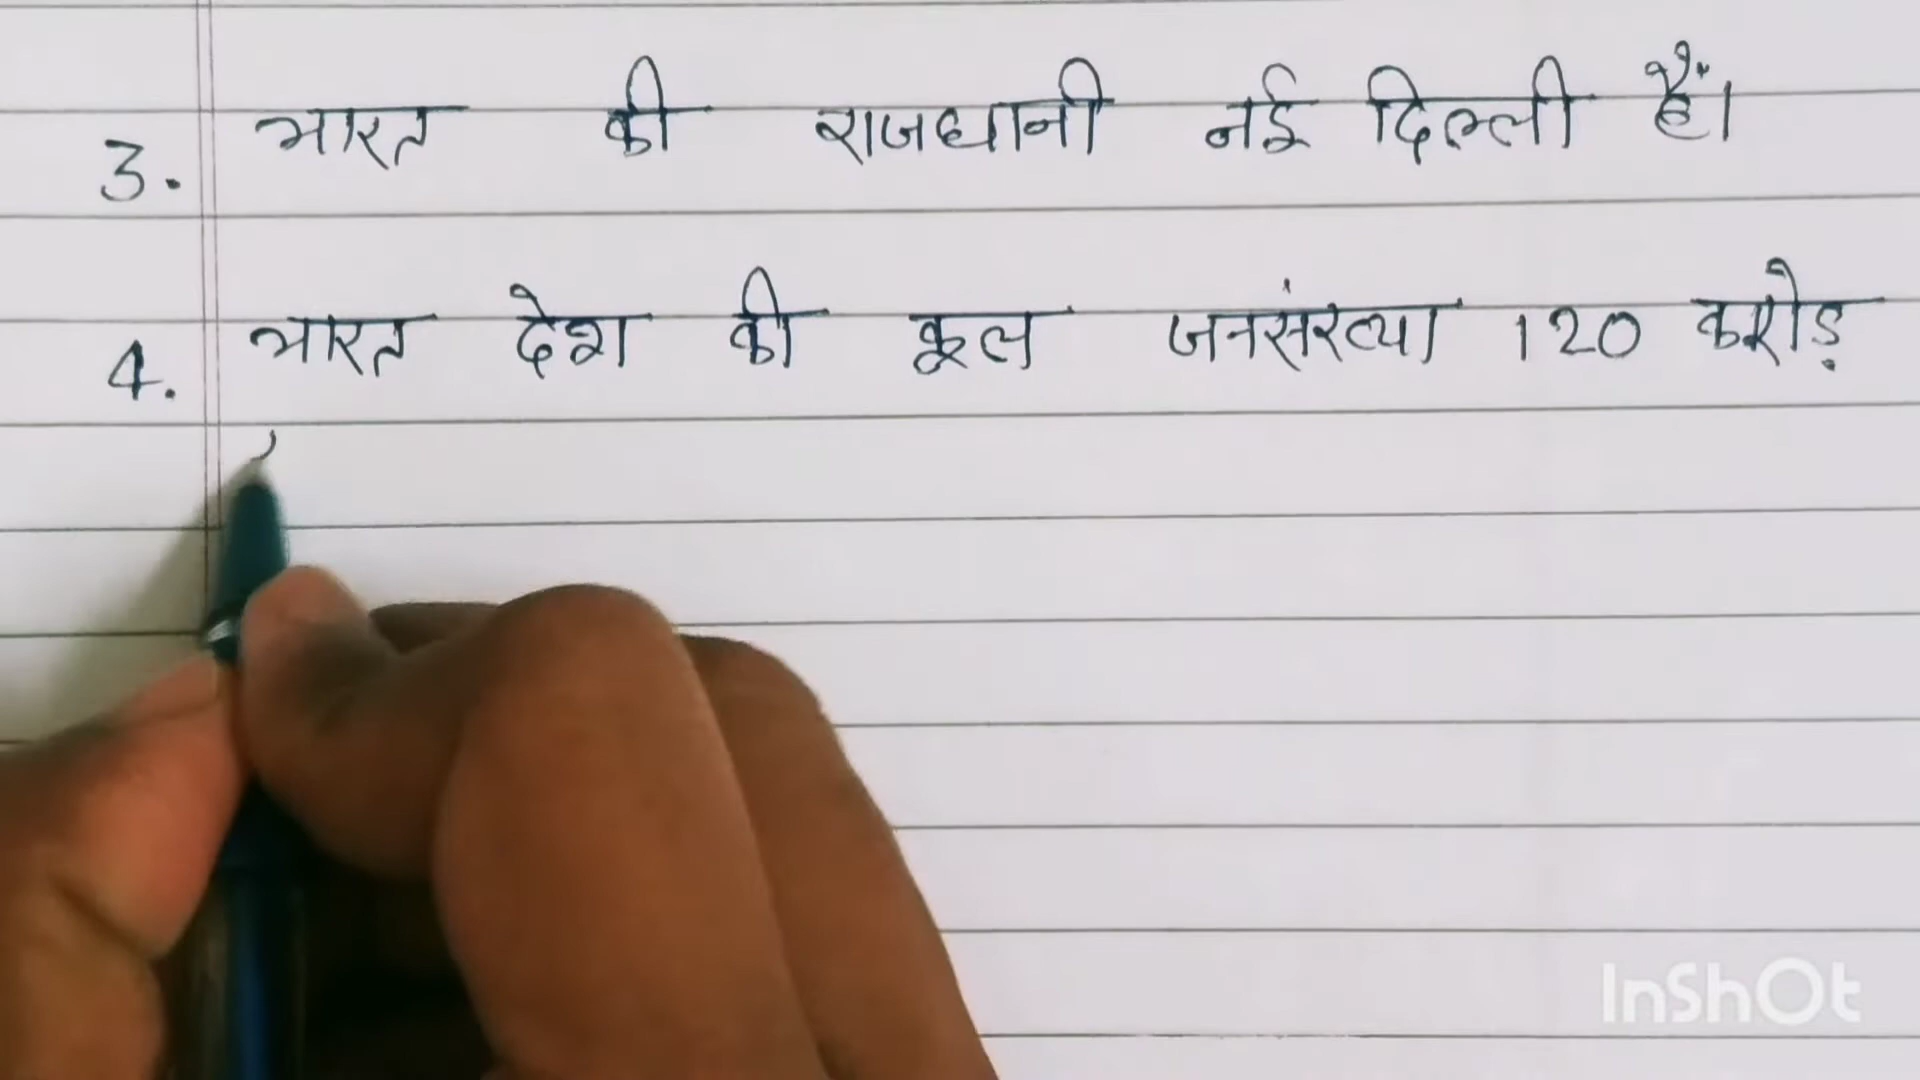 3. भारत की राजधानी नई दिल्ली हैं।
4. भारत देश की कूल जनसंख्या 120 करोड़
InShOt